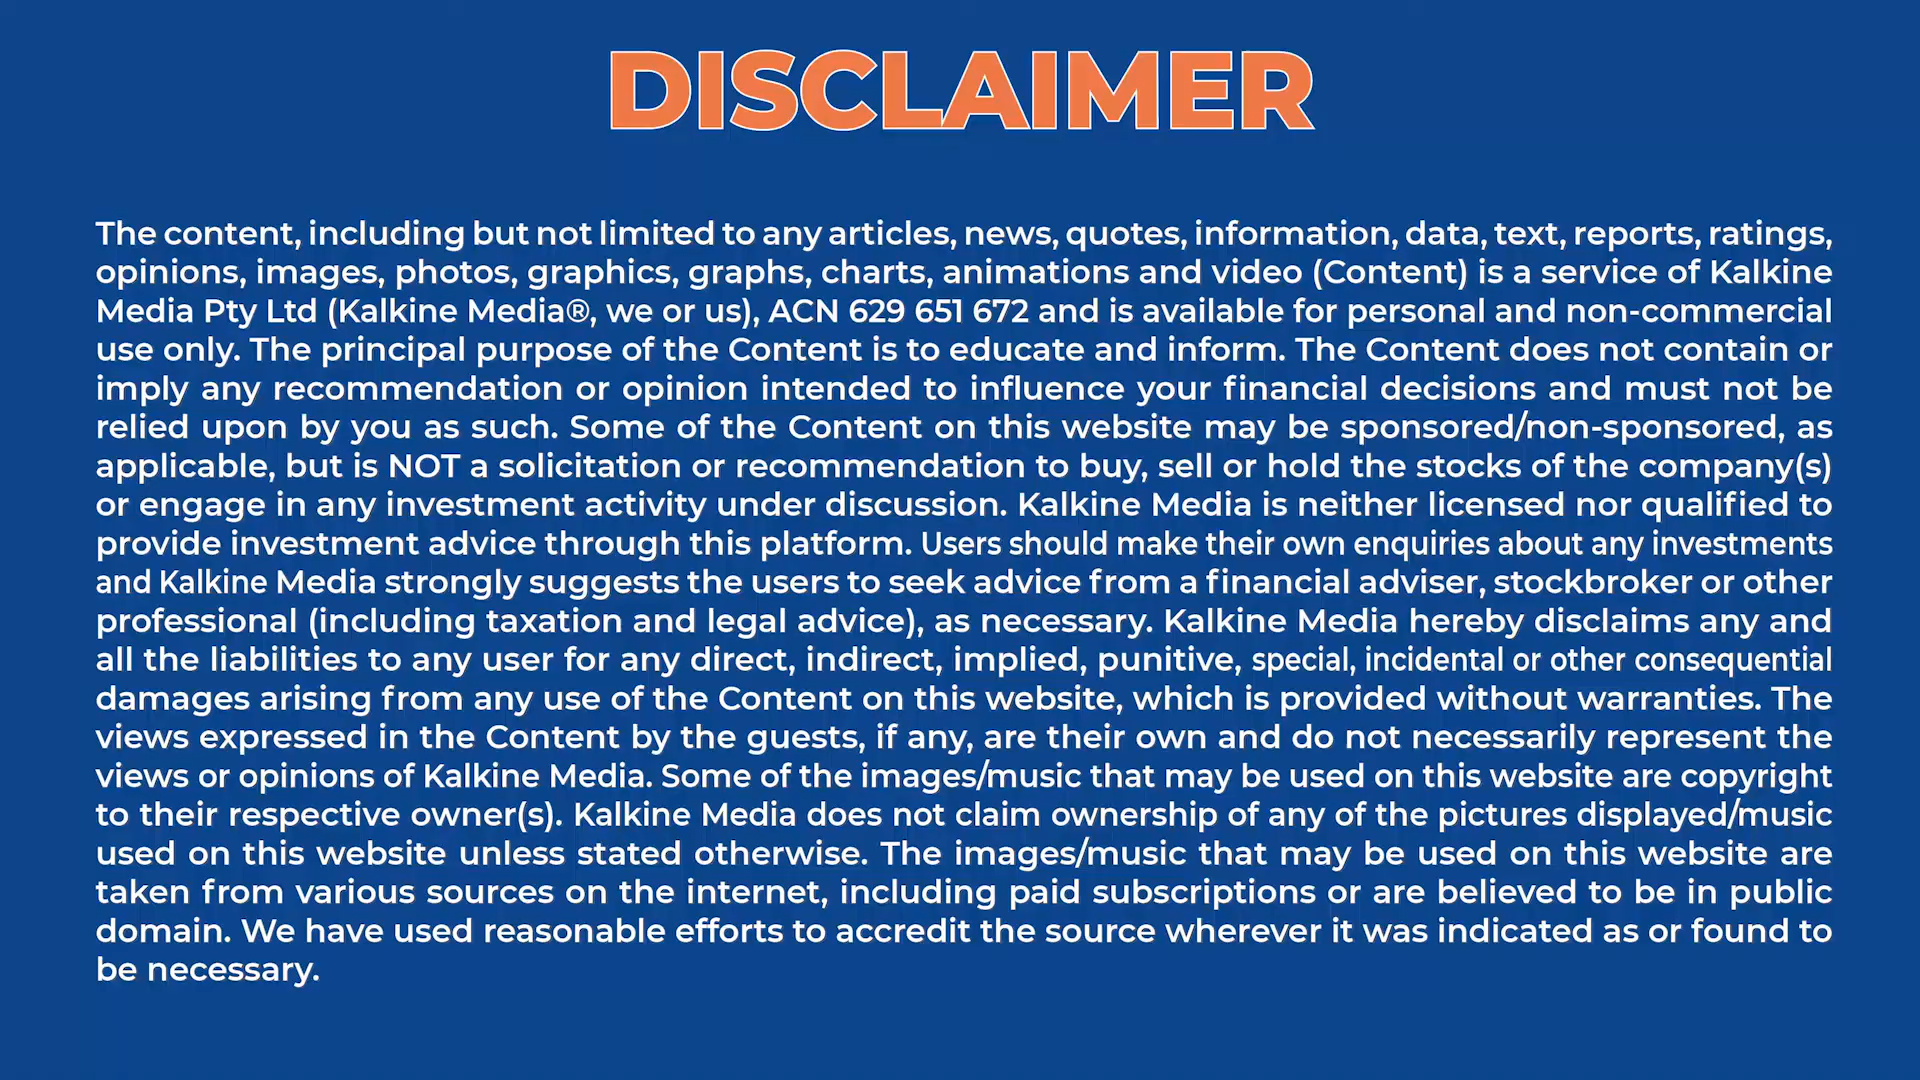 DISCLAIMER
The content, including but not limited to any articles, news, quotes, information, data, text, reports, ratings,
opinions, images, photos, graphics, graphs, charts, animations and video (Content) is a service of Kalkine
Media Pty Ltd (Kalkine Media®, we or us), ACN 629 651 672 and is available for personal and non-commercial
use only. The principal purpose of the Content is to educate and inform. The Content does not contain or
imply any recommendation or opinion intended to influence your financial decisions and must not be
relied upon by you as such. Some of the Content on this website may be sponsored/non-sponsored, as
applicable, but is NOT a solicitation or recommendation to buy, sell or hold the stocks of the company(s)
or engage in any investment activity under discussion. Kalkine Media is neither licensed nor qualified to
provide investment advice through this platform. Users should make their own enquiries about any investments
and Kalkine Media strongly suggests the users to seek advice from a financial adviser, stockbroker or other
professional (including taxation and legal advice), as necessary. Kalkine Media hereby disclaims any and
all the liabilities to any user for any direct, indirect, implied, punitive, special, incidental or other consequential
damages arising from any use of the Content on this website, which is provided without warranties. The
views expressed in the Content by the guests, if any, are their own and do not necessarily represent the
views or opinions of Kalkine Media. Some of the images/music that may be used on this website are copyright
to their respective owner(s). Kalkine Media does not claim ownership of any of the pictures displayed/music
used on this website unless stated otherwise. The images/music that may be used on this website are
taken from various sources on the internet, including paid subscriptions or are believed to be in public
domain. We have used reasonable efforts to accredit the source wherever it was indicated as or found to
be necessary.